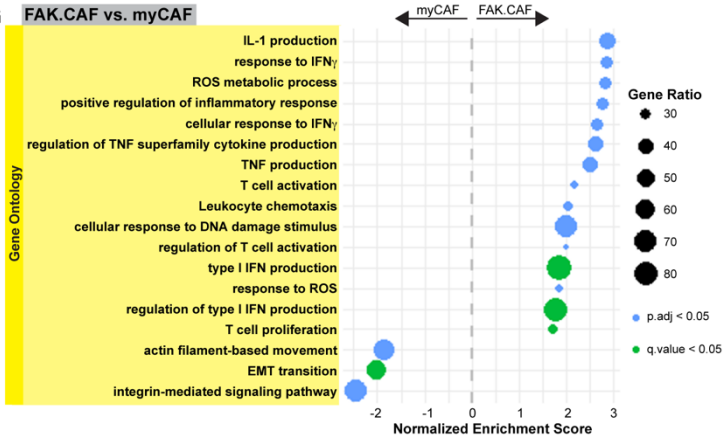 FAK.CAF vs. myCAF
myCAF
FAK.CAF
Gene Ontology
IL-1 production
response to IFNγ
ROS metabolic process
positive regulation of inflammatory response
cellular response to IFNγ
regulation of TNF superfamily cytokine production
TNF production
T cell activation
Leukocyte chemotaxis
cellular response to DNA damage stimulus
regulation of T cell activation
type I IFN production
response to ROS
regulation of type I IFN production
T cell proliferation
actin filament-based movement
EMT transition
integrin-mediated signaling pathway
-2 -1 0 1 2 3
Normalized Enrichment Score
Gene Ratio
30
40
50
60
70
80
p.adj < 0.05
q.value < 0.05